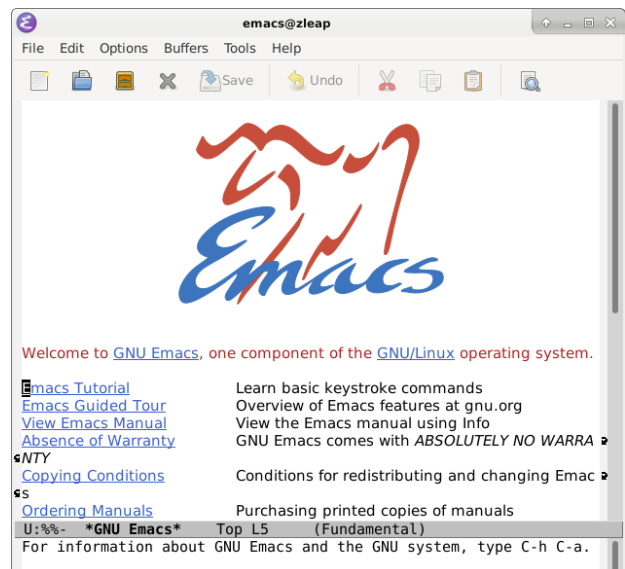 emacs@zleap
File Edit Options Buffers Tools Help
Save Undo
Emacs
Welcome to GNU Emacs, one component of the GNU/Linux operating system.
Emacs Tutorial Learn basic keystroke commands
Emacs Guided Tour Overview of Emacs features at gnu.org
View Emacs Manual View the Emacs manual using Info
Absence of Warranty GNU Emacs comes with ABSOLUTELY NO WARRA
NTY
Copying Conditions Conditions for redistributing and changing Emac
s
Ordering Manuals Purchasing printed copies of manuals
U:%%- *GNU Emacs* Top L5 (Fundamental)
For information about GNU Emacs and the GNU system, type C-h C-a.